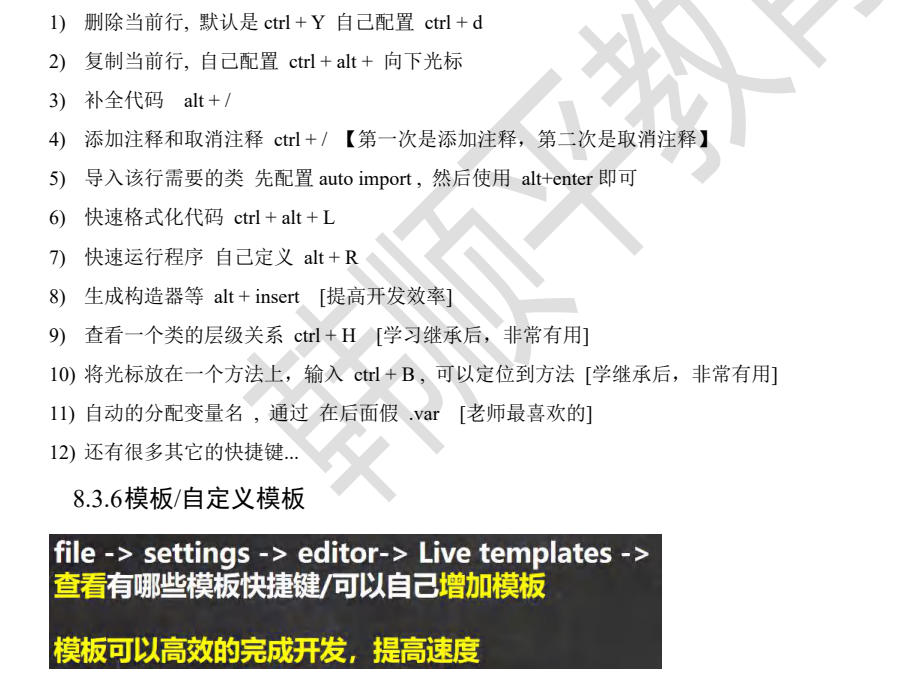 1) 删除当前行, 默认是 ctrl + Y 自己配置 ctrl + d
2) 复制当前行, 自己配置 ctrl + alt + 向下光标
3) 补全代码 alt + /
4) 添加注释和取消注释 ctrl + / 【第一次是添加注释，第二次是取消注释】
5) 导入该行需要的类 先配置 auto import , 然后使用 alt+enter 即可
6) 快速格式化代码 ctrl + alt + L
7) 快速运行程序 自己定义 alt + R
8) 生成构造器等 alt + insert [提高开发效率]
9) 查看一个类的层级关系 ctrl + H [学习继承后，非常有用]
10) 将光标放在一个方法上，输入 ctrl + B , 可以定位到方法 [学继承后，非常有用]
11) 自动的分配变量名 , 通过 在后面假 .var [老师最喜欢的]
12) 还有很多其它的快捷键...
8.3.6模板/自定义模板
file -> settings -> editor-> Live templates ->
查看有哪些模板快捷键/可以自己增加模板
模板可以高效的完成开发，提高速度
韩顺平教育